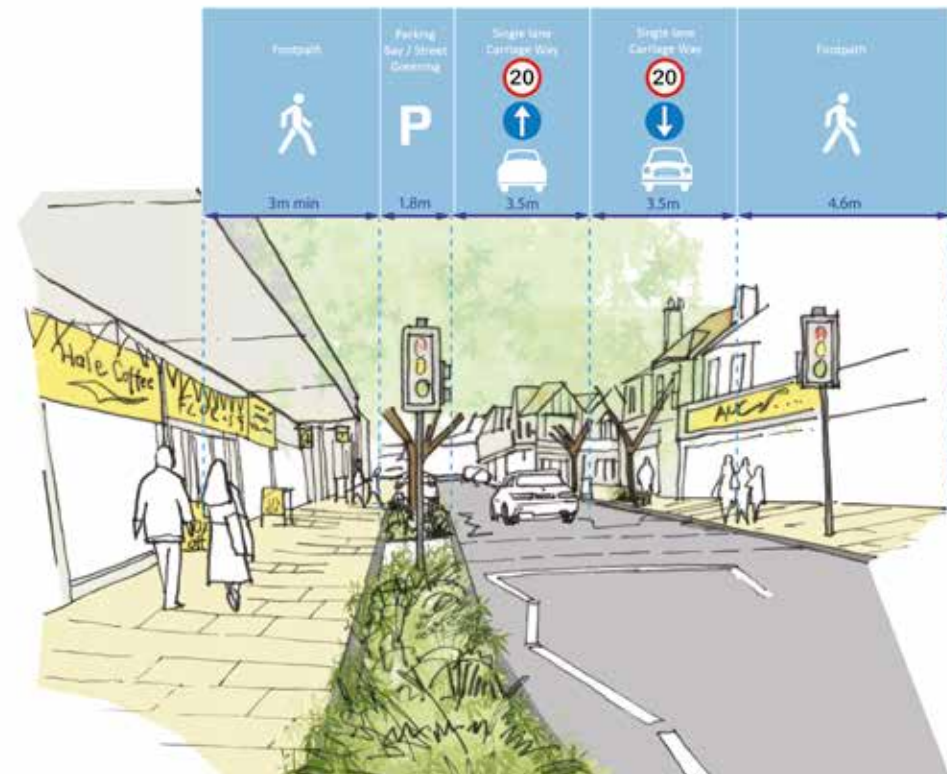 Footpath
Parking
Bay / Street
Greening
P
Single lane
Carriage Way
20
Single lane
Carriage Way
20
Footpath
3m min
1.8m
3.5m
3.5m
4.6m
Hale Coffee